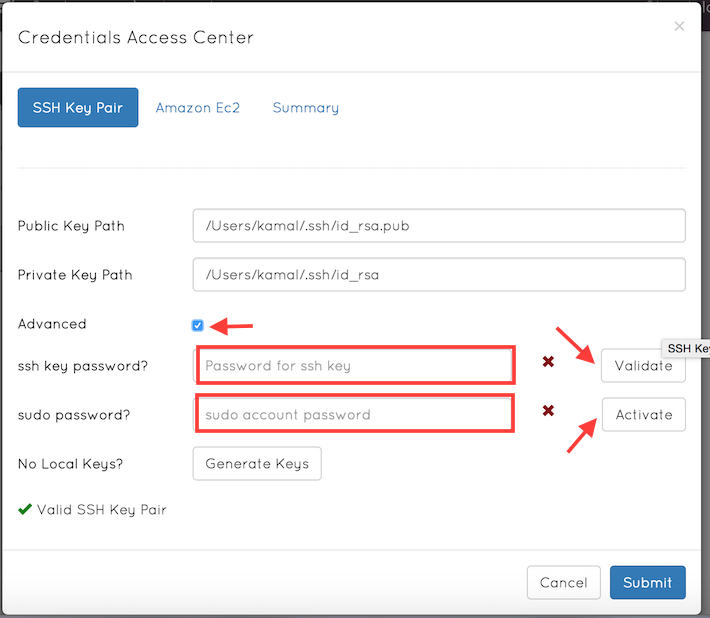 Credentials Access Center
SSH Key Pair Amazon Ec2 Summary
Public Key Path /Users/kamal/.ssh/id_rsa.pub
Private Key Path /Users/kamal/.ssh/id_rsa
Advanced
ssh key password? Password for ssh key Validate
SSH Key
sudo password? sudo account password Activate
No Local Keys? Generate Keys
Valid SSH Key Pair
Cancel Submit